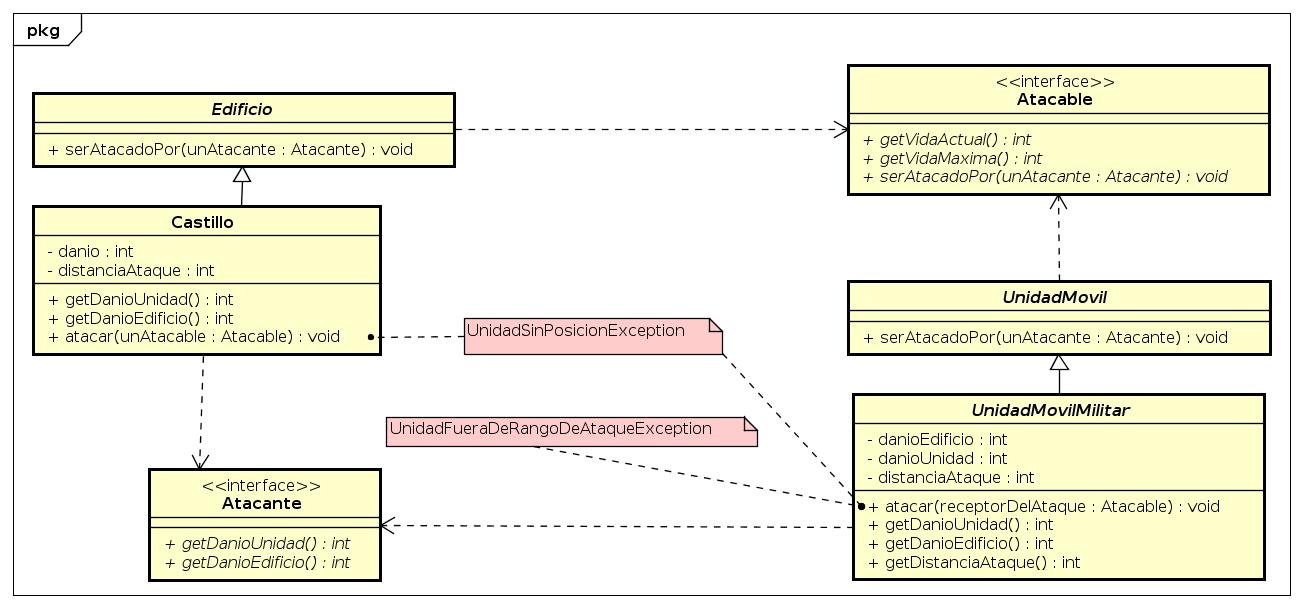 pkg
Edificio
+ serAtacadoPor(unAtacante : Atacante) : void
<<interface>>
Atacable
+ getVidaActual() : int
+ getVidaMaxima() : int
+ serAtacadoPor(unAtacante : Atacante) : void
Castillo
- danio : int
- distanciaAtaque : int
+ getDanioUnidad() : int
+ getDanioEdificio() : int
+ atacar(unAtacable : Atacable) : void
UnidadSinPosicionException
UnidadMovil
+ serAtacadoPor(unAtacante : Atacante) : void
UnidadFueraDeRangoDeAtaqueException
UnidadMovilMilitar
- danioEdificio : int
- danioUnidad : int
- distanciaAtaque : int
+ atacar(receptorDelAtaque : Atacable) : void
+ getDanioUnidad() : int
+ getDanioEdificio() : int
+ getDistanciaAtaque() : int
<<interface>>
Atacante
+ getDanioUnidad() : int
+ getDanioEdificio() : int